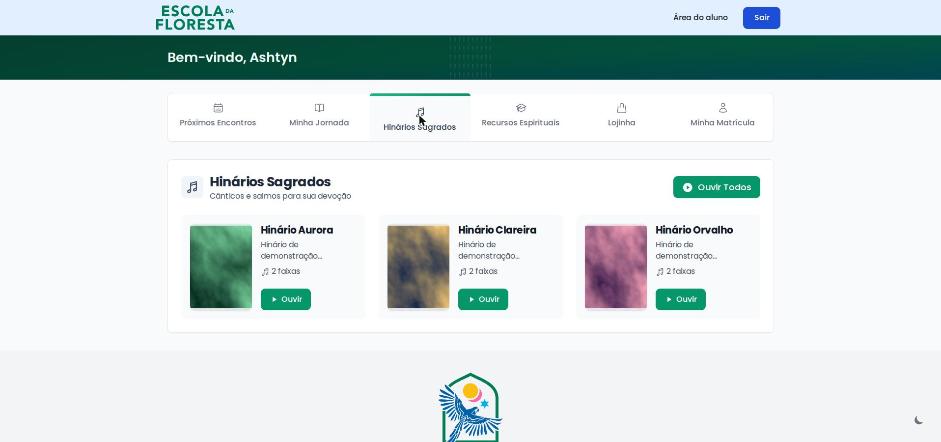 ESCOLA DA
FLORESTA
Área do aluno
Sair
Bem-vindo, Ashtyn
Próximos Encontros
Minha Jornada
Hinários Sagrados
Recursos Espirituais
Lojinha
Minha Matrícula
Hinários Sagrados
Cânticos e salmos para sua devoção
Ouvir Todos
Hinário Aurora
Hinário de
demonstração...
2 faixas
Ouvir
Hinário Clareira
Hinário de
demonstração...
2 faixas
Ouvir
Hinário Orvalho
Hinário de
demonstração...
2 faixas
Ouvir